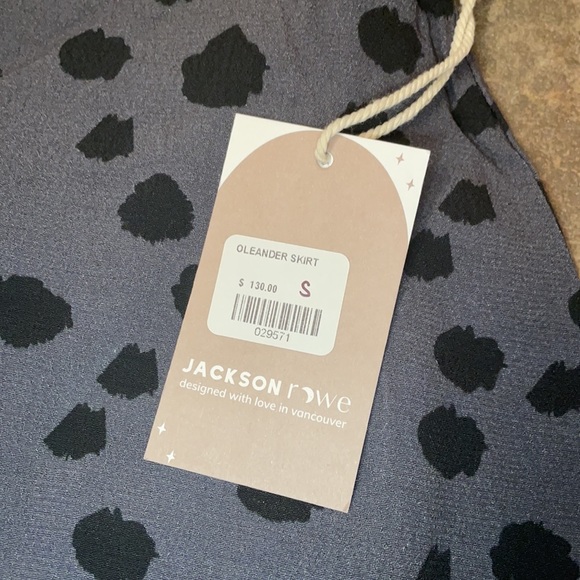 OLEANDER SKIRT
$ 130.00 S
029571
JACKSON rowe
designed with love in vancouver